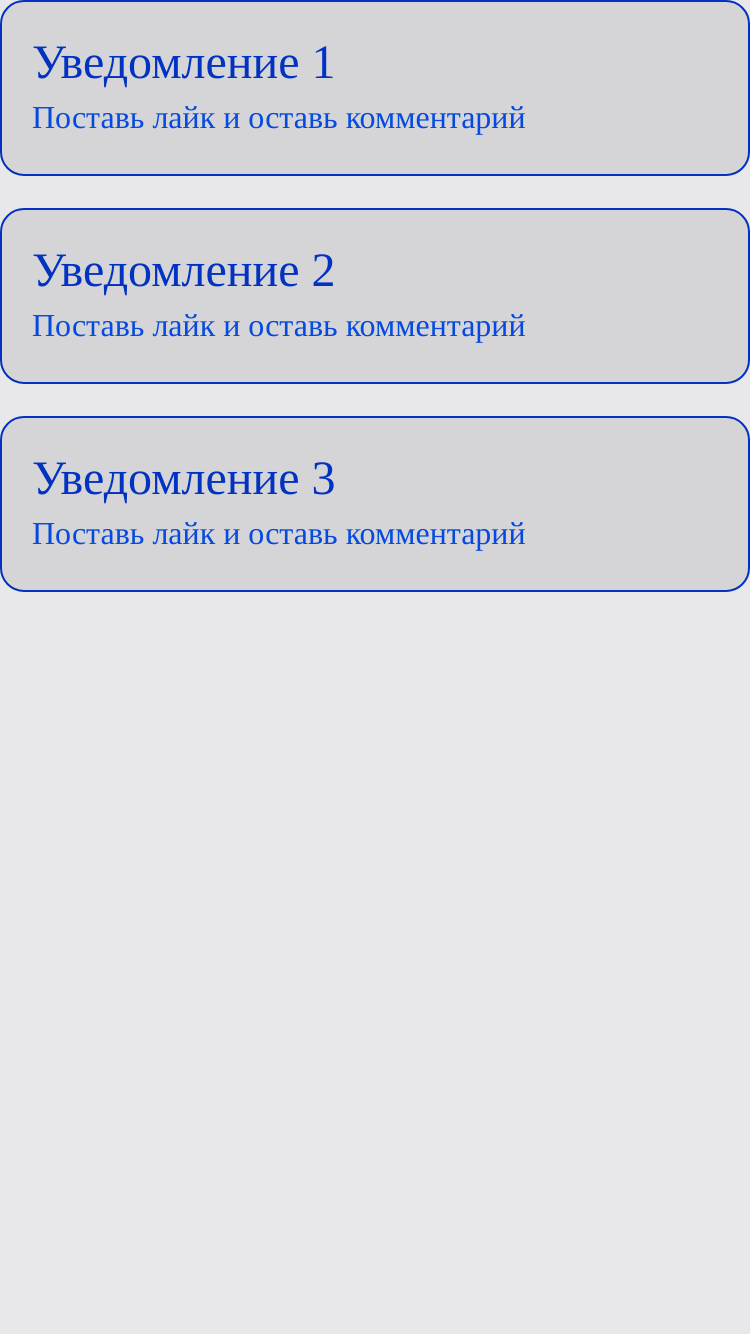 Уведомление 1
Поставь лайк и оставь комментарий
Уведомление 2
Поставь лайк и оставь комментарий
Уведомление 3
Поставь лайк и оставь комментарий